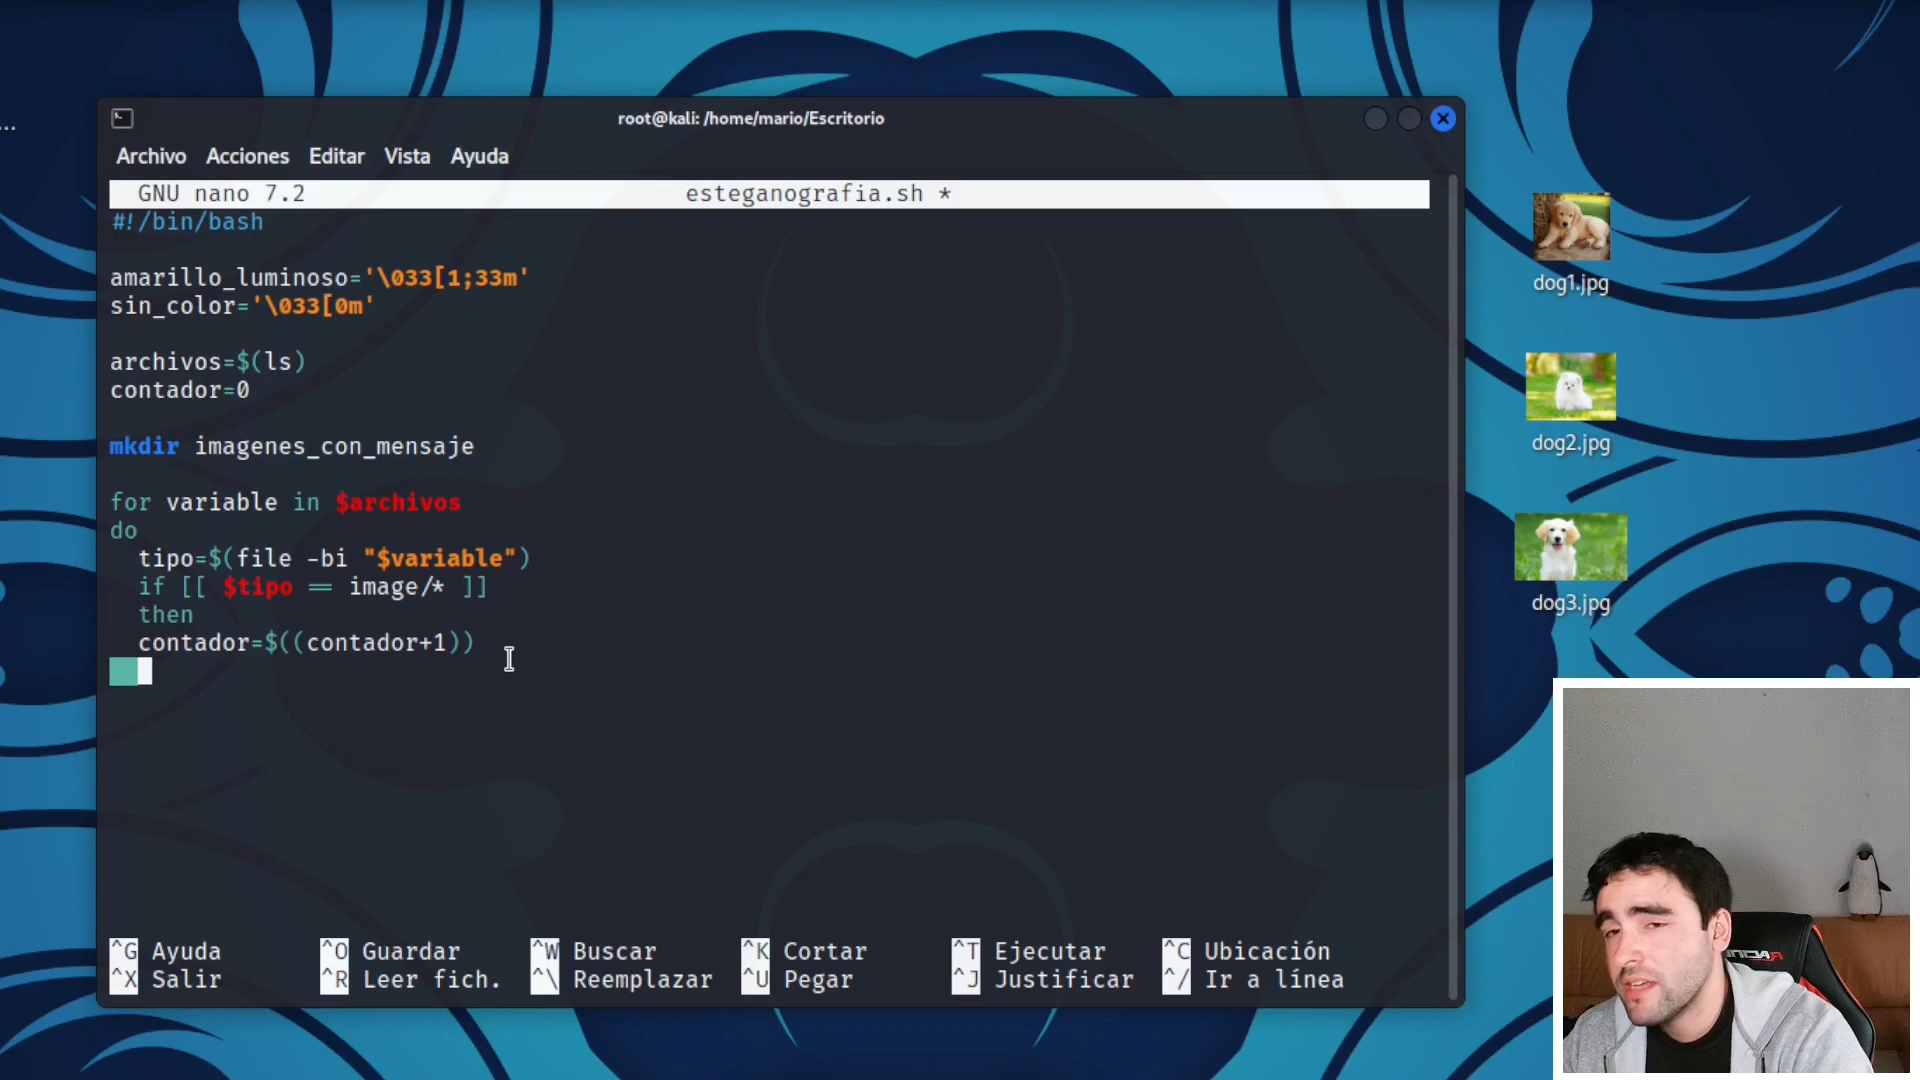 ...
root@kali: /home/mario/Escritorio
Archivo Acciones Editar Vista Ayuda
GNU nano 7.2 esteganografia.sh *
#!/bin/bash
amarillo_luminoso='\033[1;33m'
sin_color='\033[0m'
archivos=$(ls)
contador=0
mkdir imagenes_con_mensaje
for variable in $archivos
do
tipo=$(file -bi "$variable")
if [[ $tipo == image/* ]]
then
contador=$((contador+1))
^G Ayuda ^O Guardar ^W Buscar ^K Cortar ^T Ejecutar ^C Ubicación
^X Salir ^R Leer fich. ^\ Reemplazar ^U Pegar ^J Justificar ^/ Ir a línea
dog1.jpg
dog2.jpg
dog3.jpg